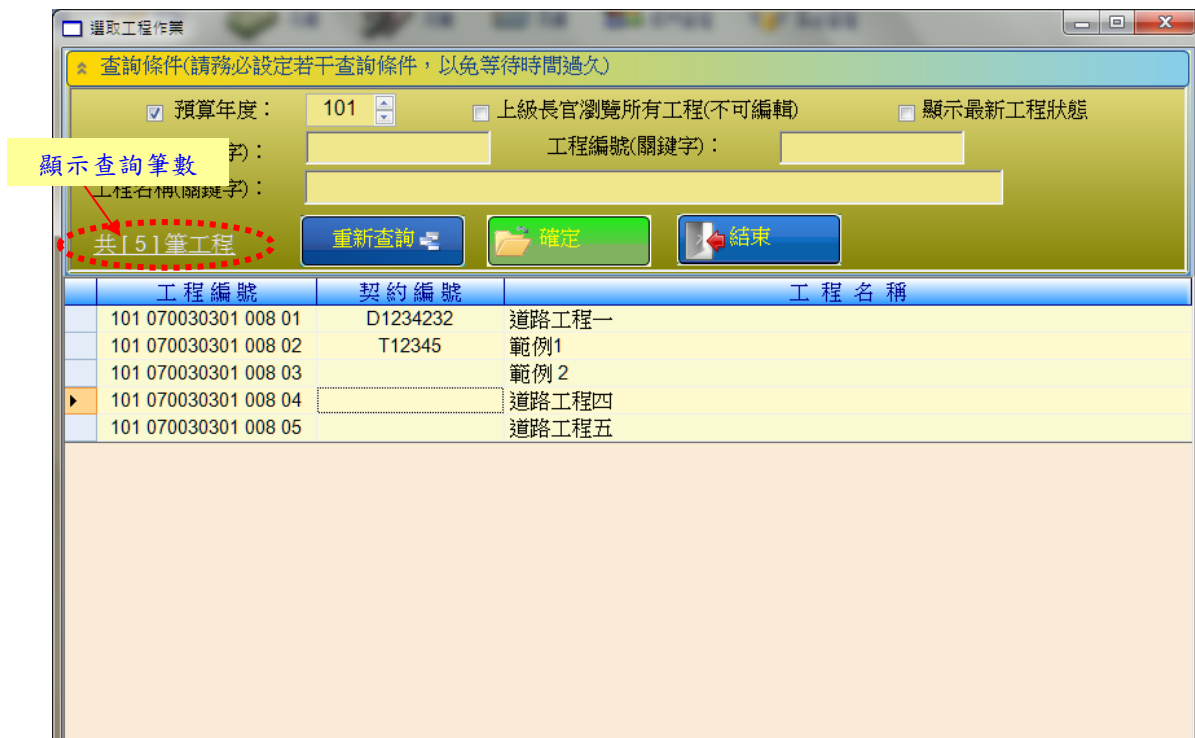 選取工程作業
查詢條件(請務必設定若干查詢條件，以免等待時間過久)
預算年度： 101 上級長官瀏覽所有工程(不可編輯) 顯示最新工程狀態
顯示查詢筆數
字)： 工程編號(關鍵字)：
工程名稱(關鍵字)：
共[ 5 ]筆工程 重新查詢 確定 結束
工程編號 契約編號 工程名稱
101 070030301 008 01 D1234232 道路工程一
101 070030301 008 02 T12345 範例1
101 070030301 008 03 範例 2
101 070030301 008 04 道路工程四
101 070030301 008 05 道路工程五